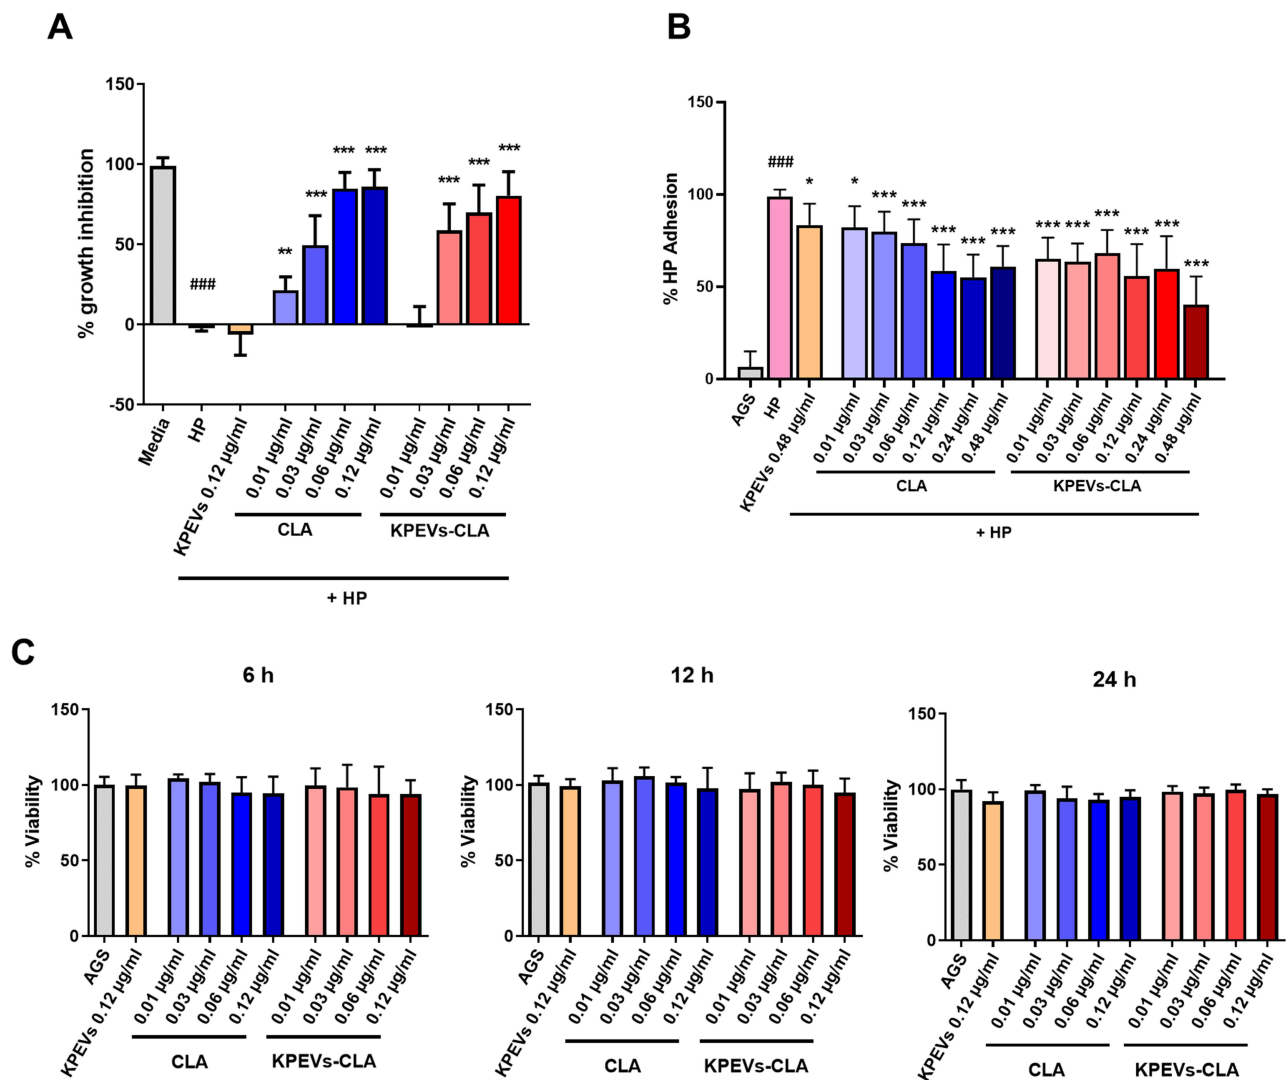 A
% growth inhibition
150
100
50
0
-50
###
**
***
***
***
***
***
***
Media
HP
KPEVs 0.12 µg/ml
0.01 µg/ml
0.03 µg/ml
0.06 µg/ml
0.12 µg/ml
0.01 µg/ml
0.03 µg/ml
0.06 µg/ml
0.12 µg/ml
CLA
KPEVs-CLA
+ HP
B
% HP Adhesion
150
100
50
0
###
*
*
***
***
***
***
***
***
***
***
***
***
***
AGS
HP
KPEVs 0.48 µg/ml
0.01 µg/ml
0.03 µg/ml
0.06 µg/ml
0.12 µg/ml
0.24 µg/ml
0.48 µg/ml
0.01 µg/ml
0.03 µg/ml
0.06 µg/ml
0.12 µg/ml
0.24 µg/ml
0.48 µg/ml
CLA
KPEVs-CLA
+ HP
C
6 h
% Viability
150
100
50
0
AGS
KPEVs 0.12 µg/ml
0.01 µg/ml
0.03 µg/ml
0.06 µg/ml
0.12 µg/ml
0.01 µg/ml
0.03 µg/ml
0.06 µg/ml
0.12 µg/ml
CLA
KPEVs-CLA
12 h
% Viability
150
100
50
0
AGS
KPEVs 0.12 µg/ml
0.01 µg/ml
0.03 µg/ml
0.06 µg/ml
0.12 µg/ml
0.01 µg/ml
0.03 µg/ml
0.06 µg/ml
0.12 µg/ml
CLA
KPEVs-CLA
24 h
% Viability
150
100
50
0
AGS
KPEVs 0.12 µg/ml
0.01 µg/ml
0.03 µg/ml
0.06 µg/ml
0.12 µg/ml
0.01 µg/ml
0.03 µg/ml
0.06 µg/ml
0.12 µg/ml
CLA
KPEVs-CLA